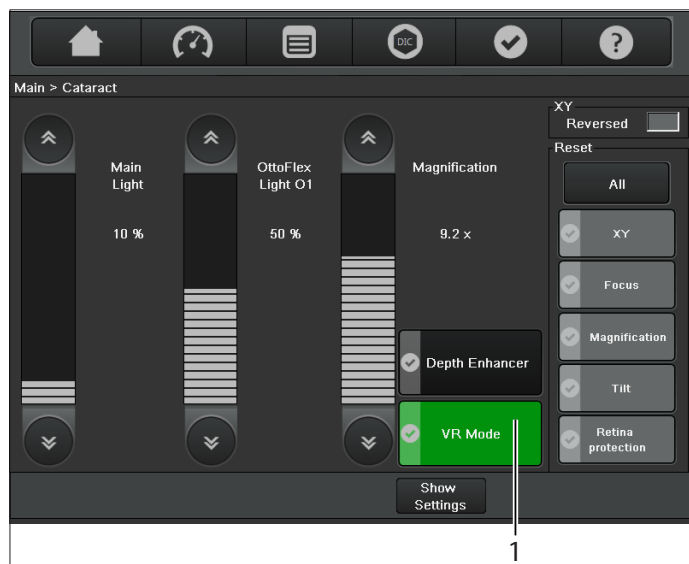 DIC
?
Main > Cataract
XY
Reversed
Reset
Main
Light
10 %
OttoFlex
Light O1
50 %
Magnification
9.2 x
All
XY
Focus
Magnification
Tilt
Retina
protection
Depth Enhancer
VR Mode
Show
Settings
1